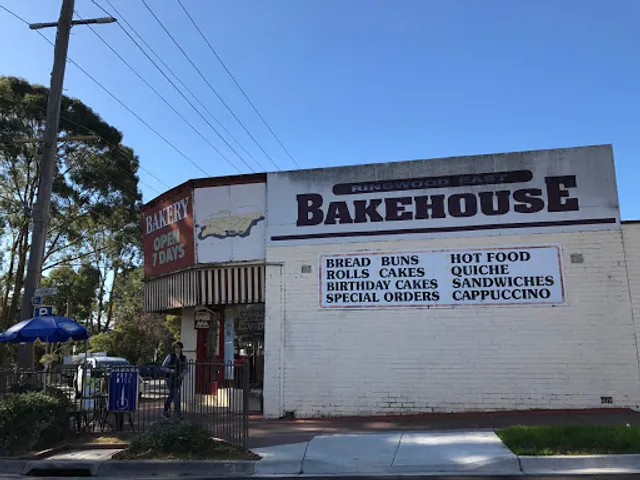 RINGWOOD EAST
BAKEHOUSE
BAKERY
OPEN
7 DAYS
BREAD BUNS HOT FOOD
ROLLS CAKES QUICHE
BIRTHDAY CAKES SANDWICHES
SPECIAL ORDERS CAPPUCCINO
P